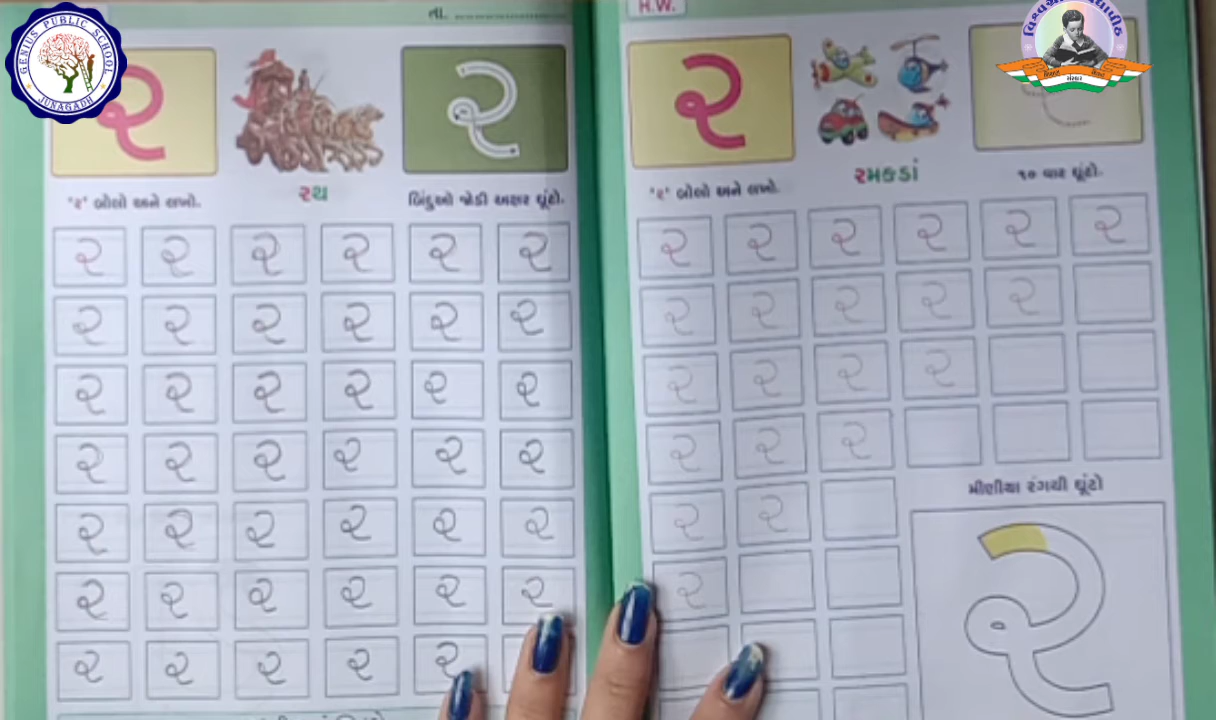 GENIUS PUBLIC SCHOOL
JUNAGADH
તા.
ર
ર
'ર' બોલો અને લખો.
રથ
બિંદુઓ જોડી અક્ષર ઘૂંટો.
ર ર ર ર ર ર
ર ર ર ર ર ર
ર ર ર ર ર ર
ર ર ર ર ર ર
ર ર ર ર ર ર
ર ર ર ર ર ર
ર ર ર ર ર
H.W.
ર
'ર' બોલો અને લખો.
રમકડાં
૧૦ વાર ઘૂંટો.
ર ર ર ર ર ર
ર ર ર ર ર
ર ર ર ર
ર ર ર
ર ર
ર
મીણીયા રંગથી ઘૂંટો
ર